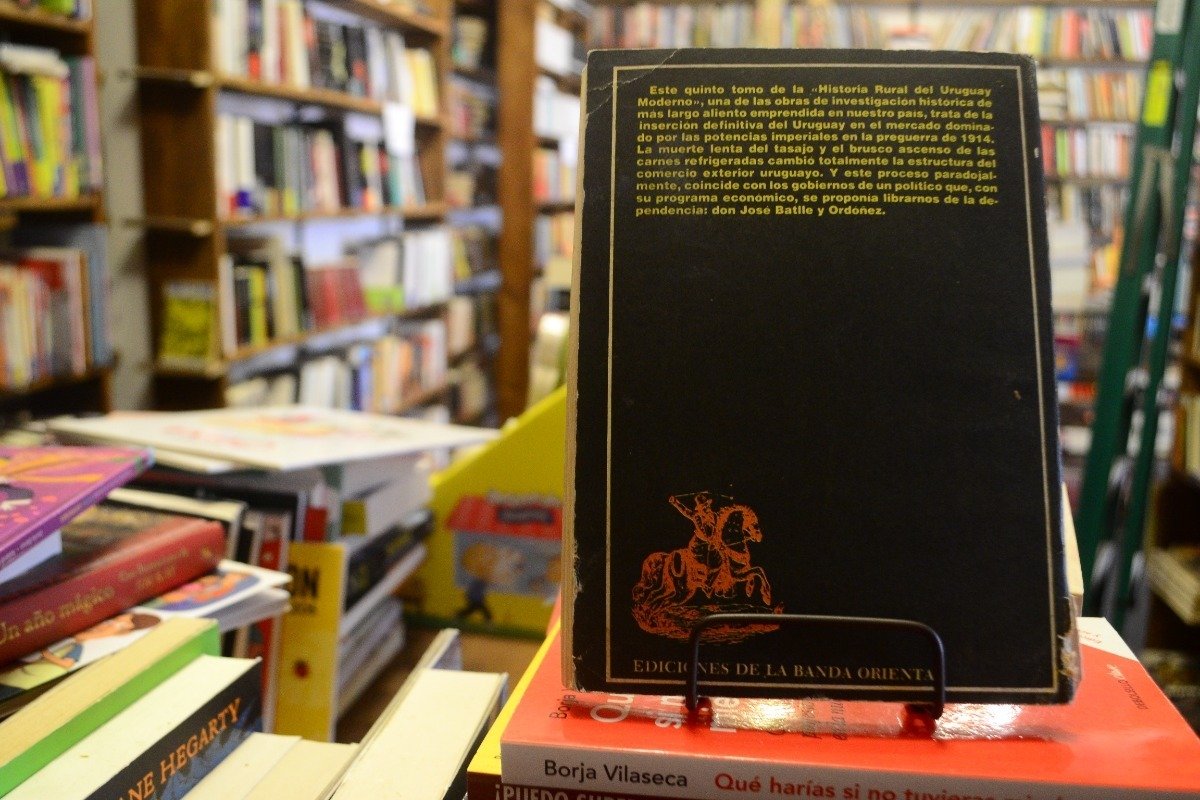 Este quinto tomo de la «Historia Rural del Uruguay
Moderno», una de las obras de investigación histórica de
más largo aliento emprendida en nuestro país, trata de la
inserción definitiva del Uruguay en el mercado domina-
do por las potencias imperiales en la preguerra de 1914.
La muerte lenta del tasajo y el brusco ascenso de las
carnes refrigeradas cambió totalmente la estructura del
comercio exterior uruguayo. Y este proceso paradojal-
mente, coincide con los gobiernos de un político que, con
su programa económico, se proponía librarnos de la de-
pendencia: don José Batlle y Ordóñez.
EDICIONES DE LA BANDA ORIENTA
Borja Vilaseca
Qué harías si no tuvieras
¡PUEDO
Un año mágico
ANE HEGARTY